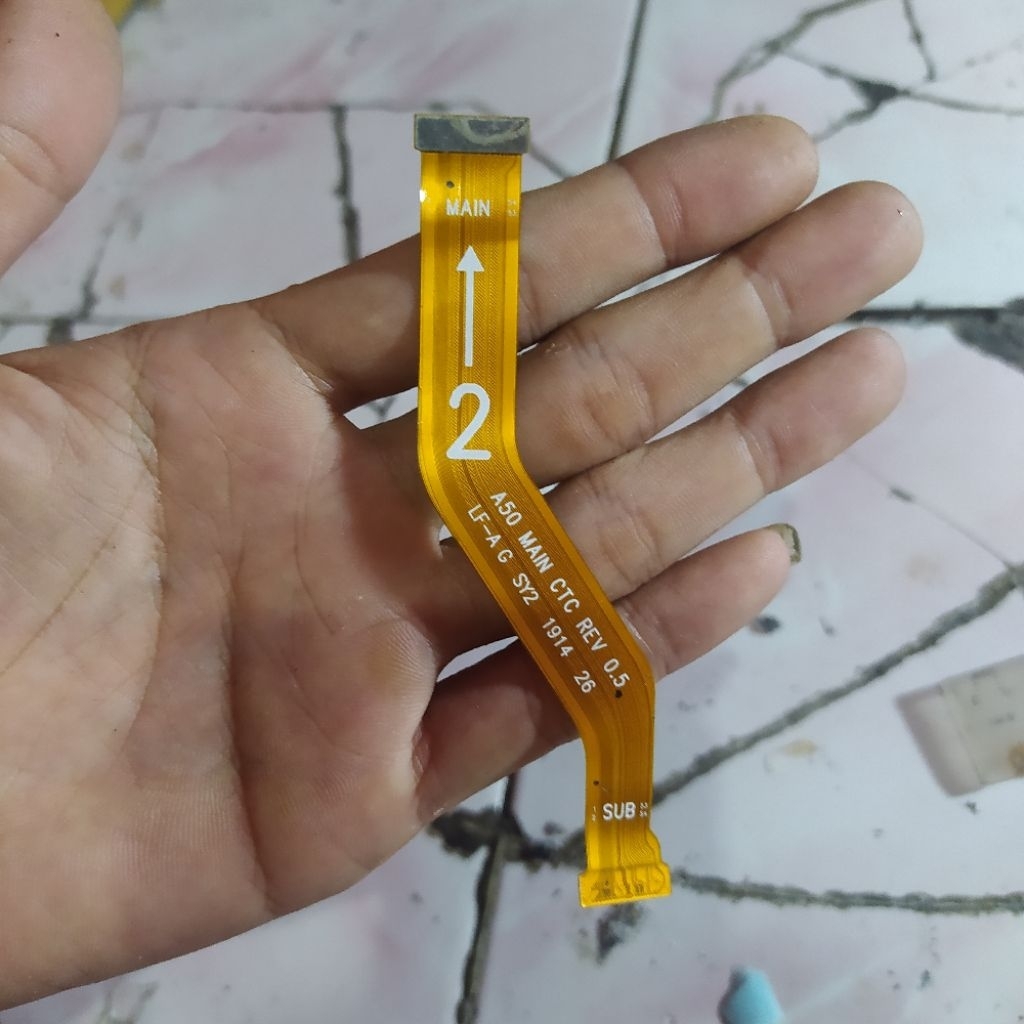 MAIN
2
A50 MAIN CTC REV 0.5
LF-A G SY2 1914 26
SUB